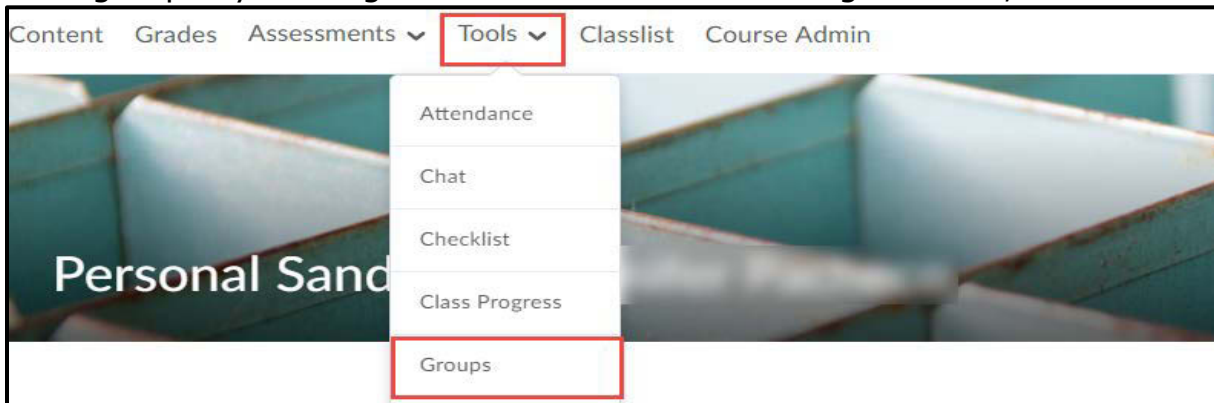 Content Grades Assessments Tools Classlist Course Admin
Attendance
Chat
Checklist
Personal Sand
Class Progress
Groups